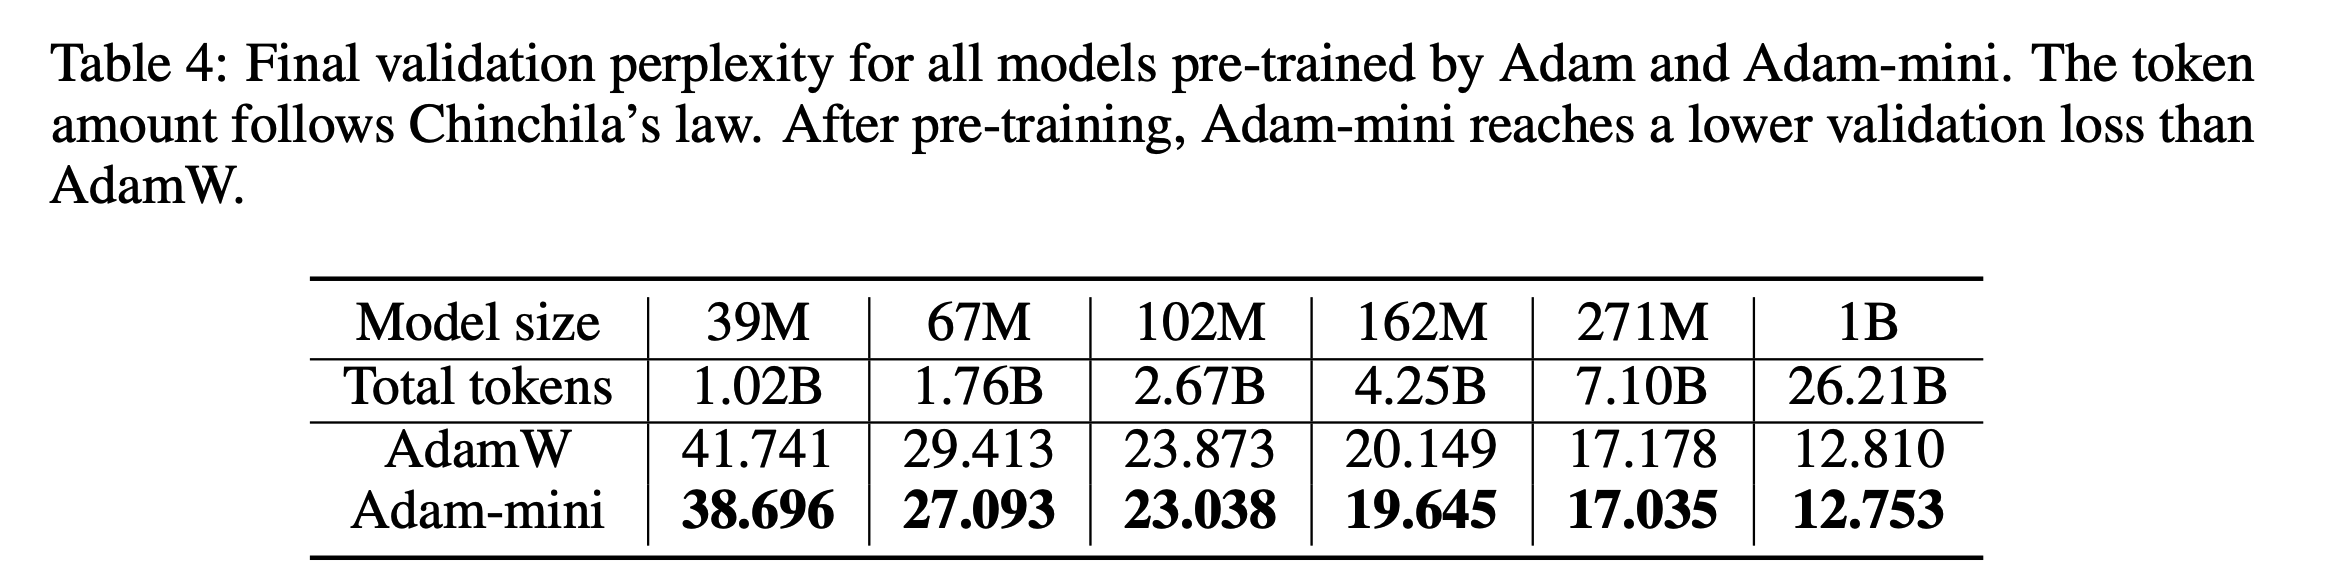 Table 4: Final validation perplexity for all models pre-trained by Adam and Adam-mini. The token
amount follows Chinchila’s law. After pre-training, Adam-mini reaches a lower validation loss than
AdamW.
Model size 39M 67M 102M 162M 271M 1B
Total tokens 1.02B 1.76B 2.67B 4.25B 7.10B 26.21B
AdamW 41.741 29.413 23.873 20.149 17.178 12.810
Adam-mini 38.696 27.093 23.038 19.645 17.035 12.753